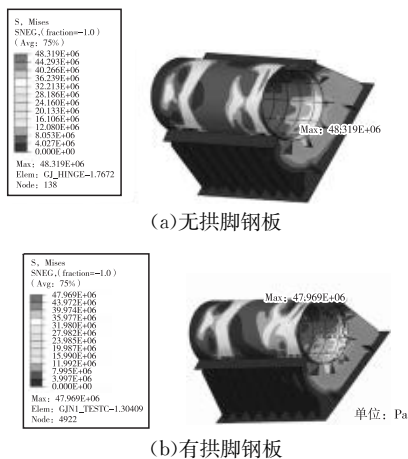 S, Mises
SNEG, (fraction=-1.0)
(Avg: 75%)
48.319E+06
44.293E+06
40.266E+06
36.239E+06
32.213E+06
28.186E+06
24.160E+06
20.133E+06
16.106E+06
12.080E+06
8.053E+06
4.027E+06
0.000E+00
Max: 48.319E+06
Elem: GJ_HINGE-1.7672
Node: 138
Max: 48.319E+06
(a)无拱脚钢板
S, Mises
SNEG, (fraction=-1.0)
(Avg: 75%)
47.969E+06
43.972E+06
39.974E+06
35.977E+06
31.980E+06
27.982E+06
23.985E+06
19.987E+06
15.990E+06
11.992E+06
7.995E+06
3.997E+06
0.000E+00
Max: 47.969E+06
Elem: GJN1_TESTC-1.30409
Node: 4922
Max: 47.969E+06
单位: Pa
(b)有拱脚钢板